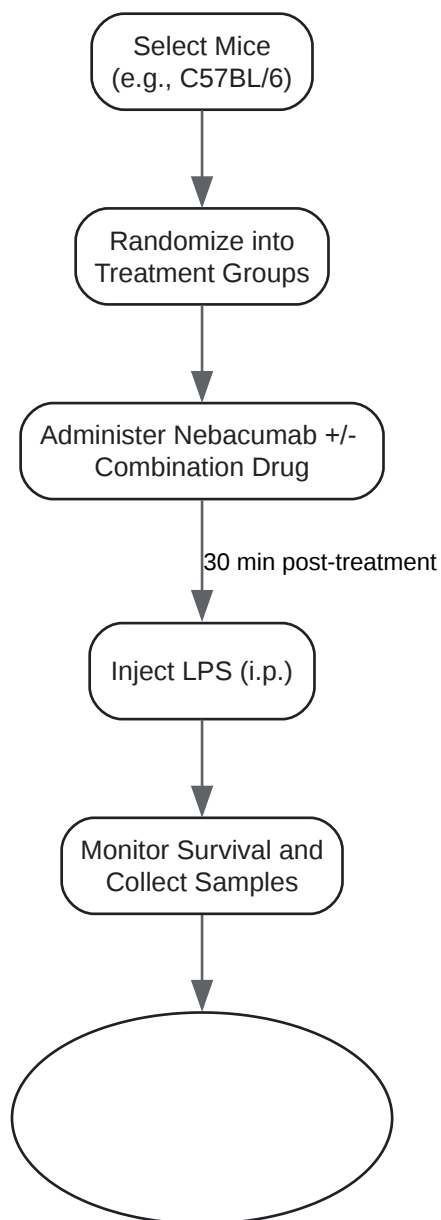 Select Mice
(e.g., C57BL/6)
Randomize into
Treatment Groups
Administer Nebacumab +/-
Combination Drug
30 min post-treatment
Inject LPS (i.p.)
Monitor Survival and
Collect Samples